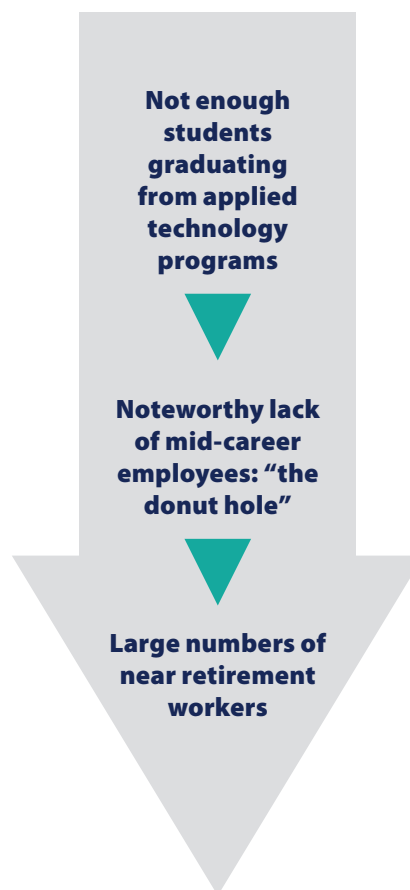 Not enough
students
graduating
from applied
technology
programs
Noteworthy lack
of mid-career
employees: “the
donut hole”
Large numbers of
near retirement
workers